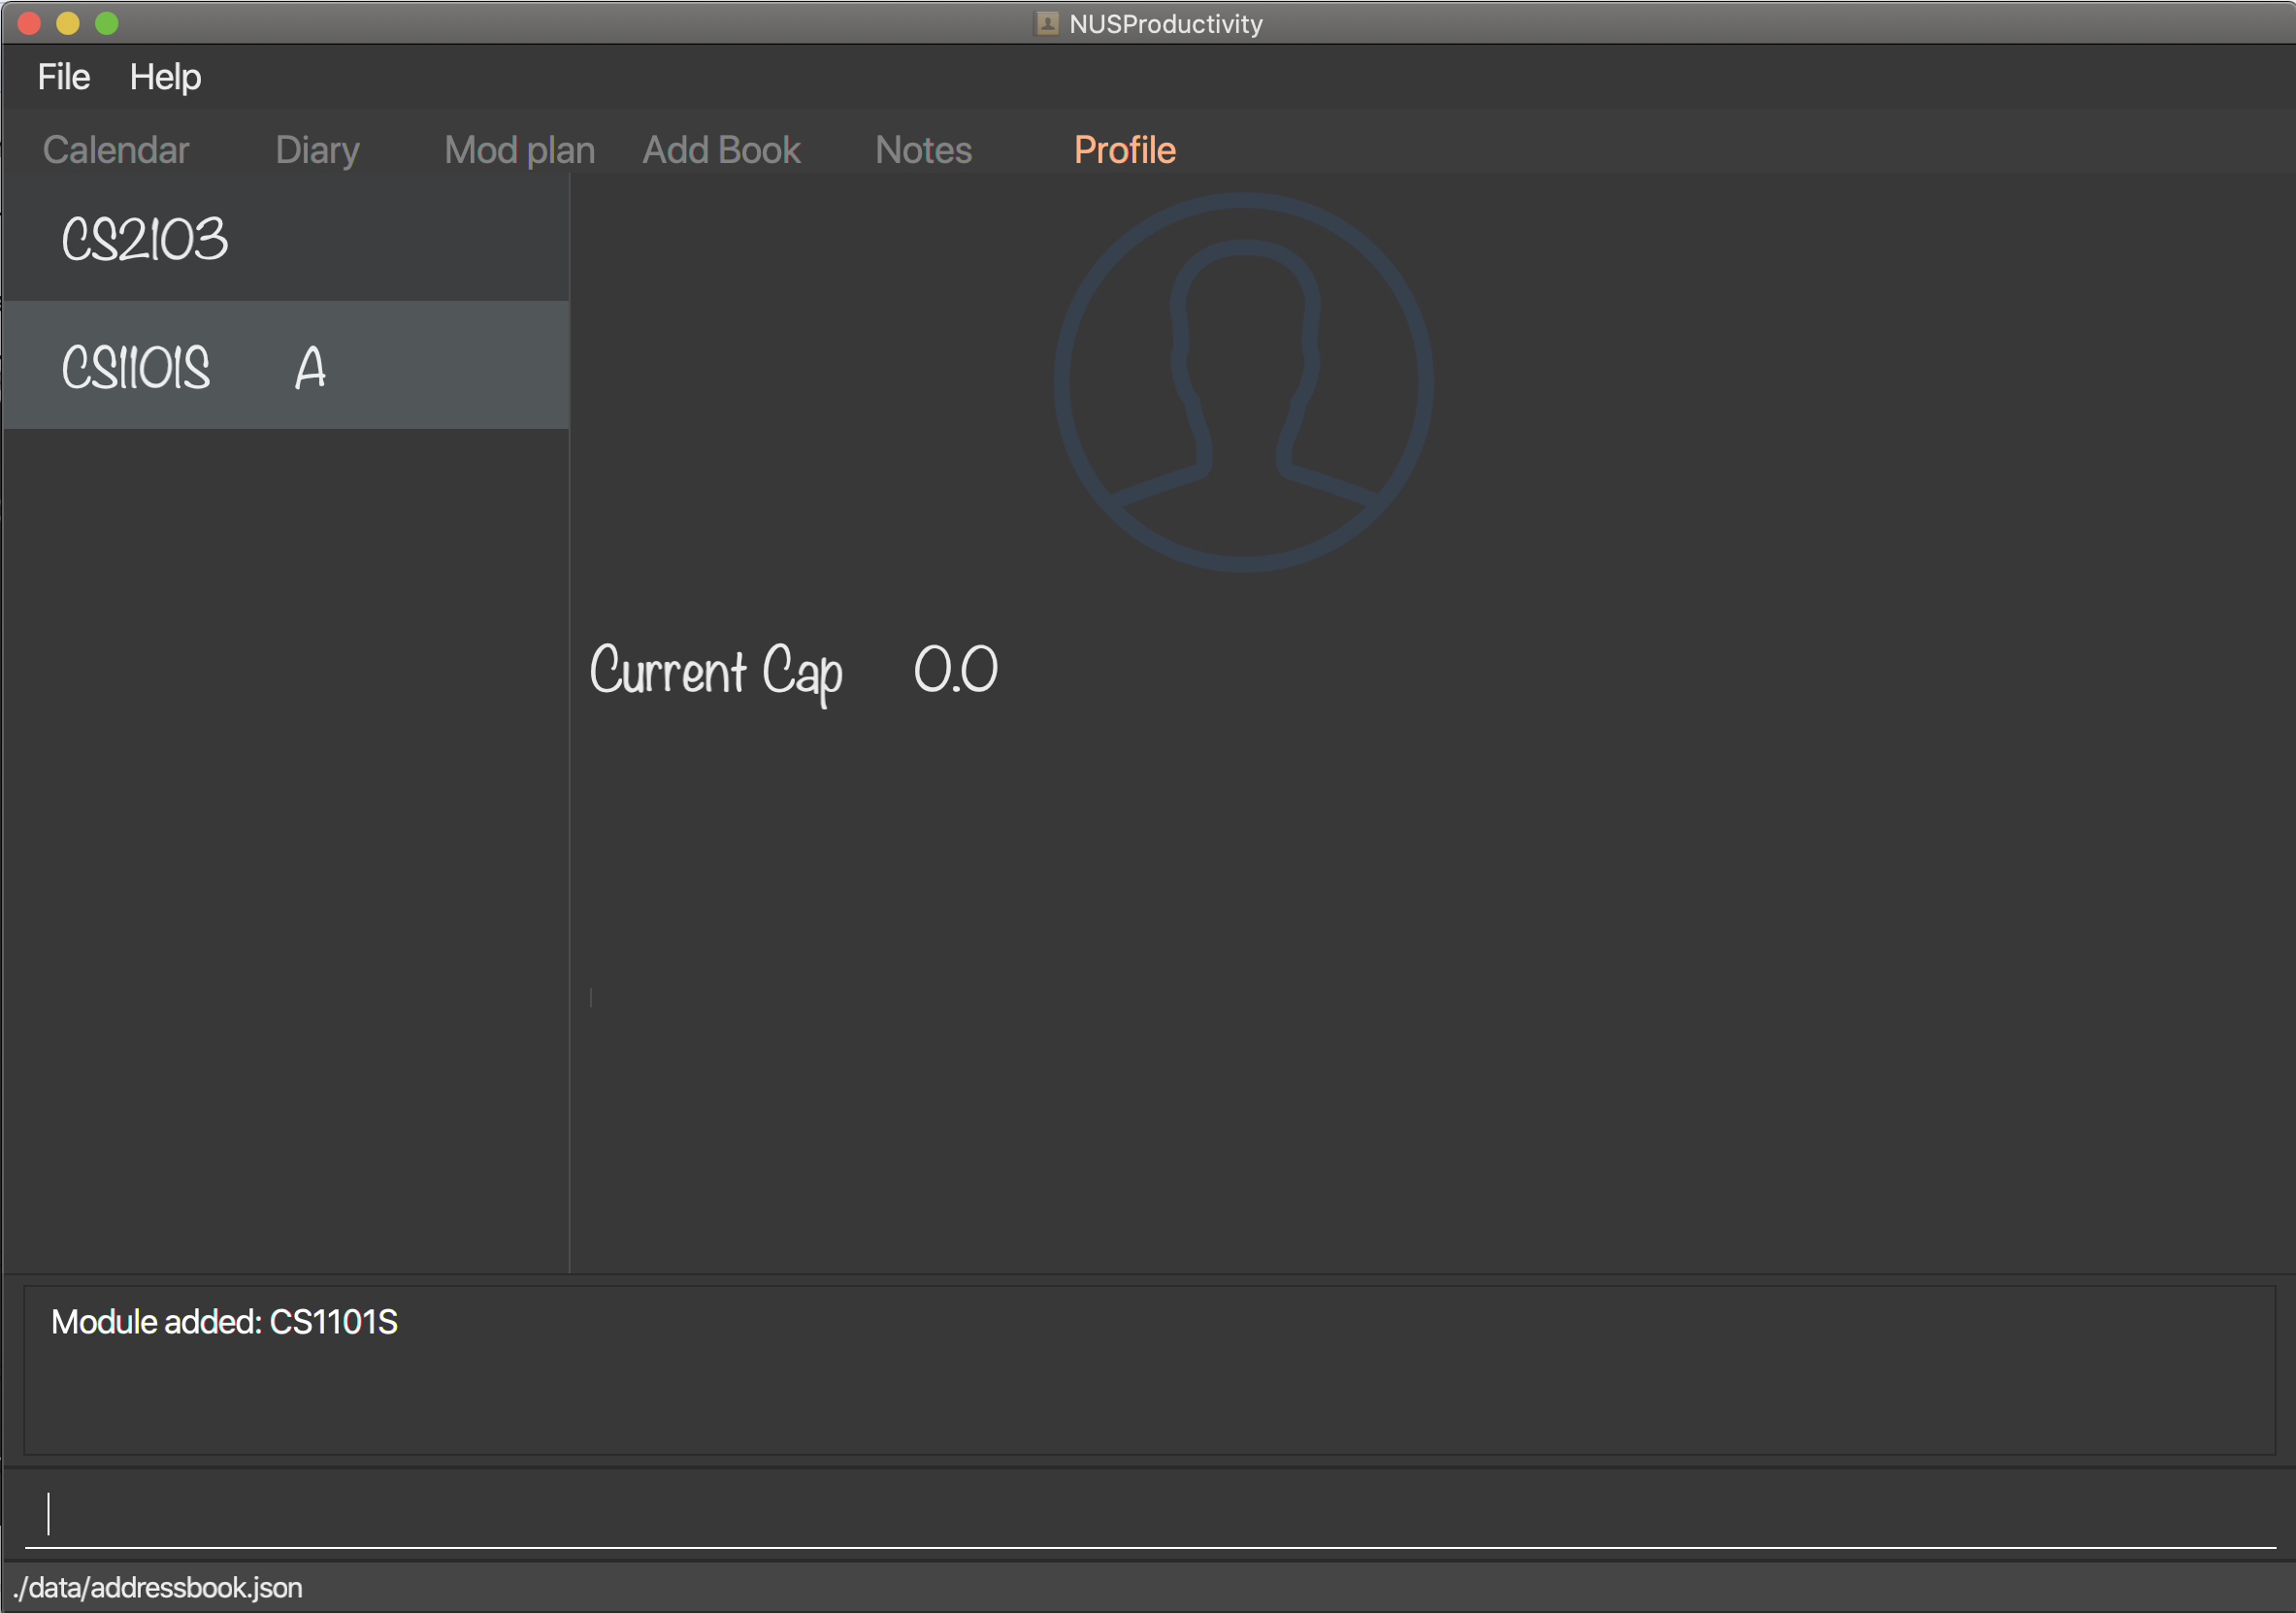 NUSProductivity
File Help
Calendar Diary Mod plan Add Book Notes Profile
CS2103
CS1101S A
Current Cap 0.0
Module added: CS1101S
./data/addressbook.json